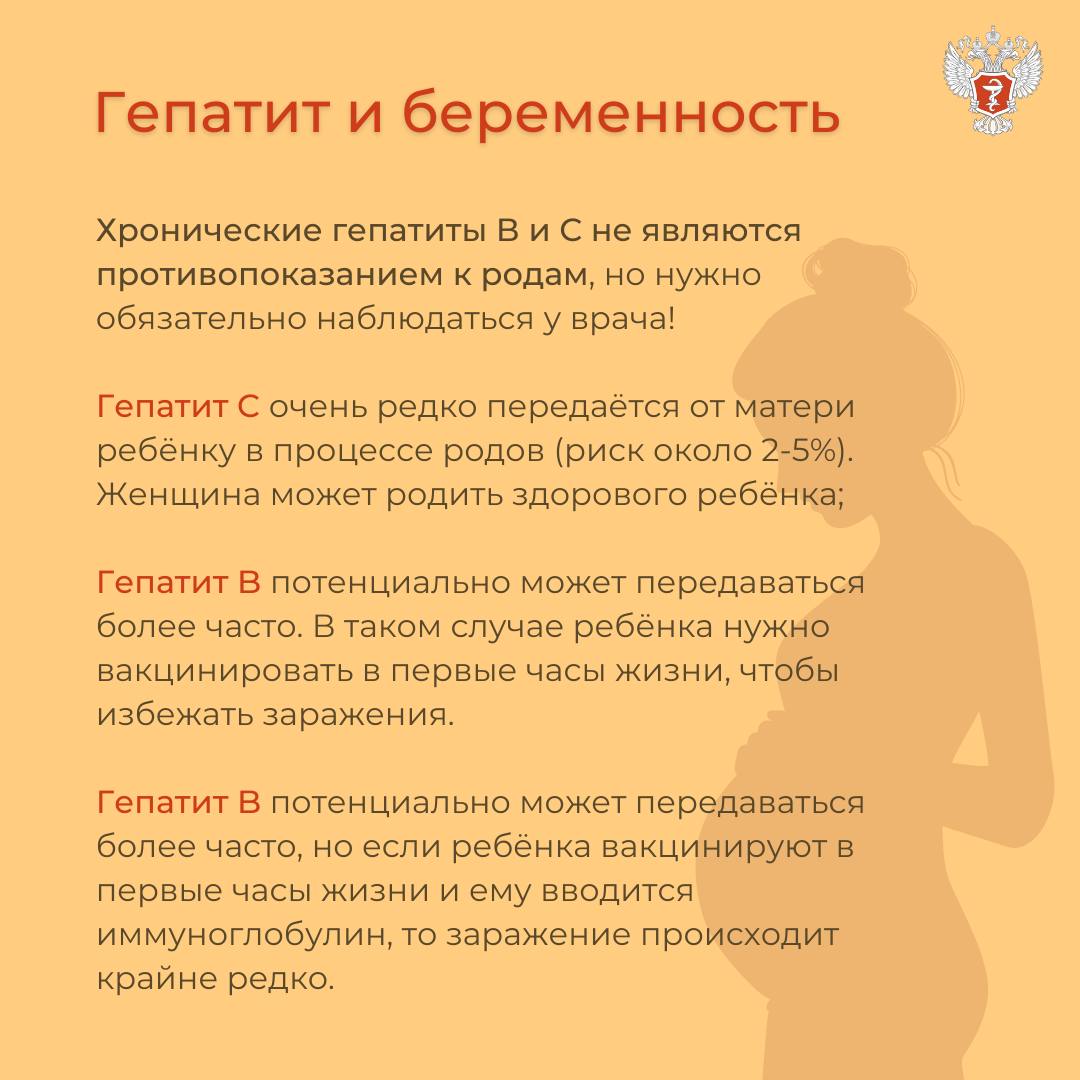 Гепатит и беременность
Хронические гепатиты B и C не являются
противопоказанием к родам, но нужно
обязательно наблюдаться у врача!
Гепатит C очень редко передаётся от матери
ребёнку в процессе родов (риск около 2-5%).
Женщина может родить здорового ребёнка;
Гепатит B потенциально может передаваться
более часто. В таком случае ребёнка нужно
вакцинировать в первые часы жизни, чтобы
избежать заражения.
Гепатит B потенциально может передаваться
более часто, но если ребёнка вакцинируют в
первые часы жизни и ему вводится
иммуноглобулин, то заражение происходит
крайне редко.